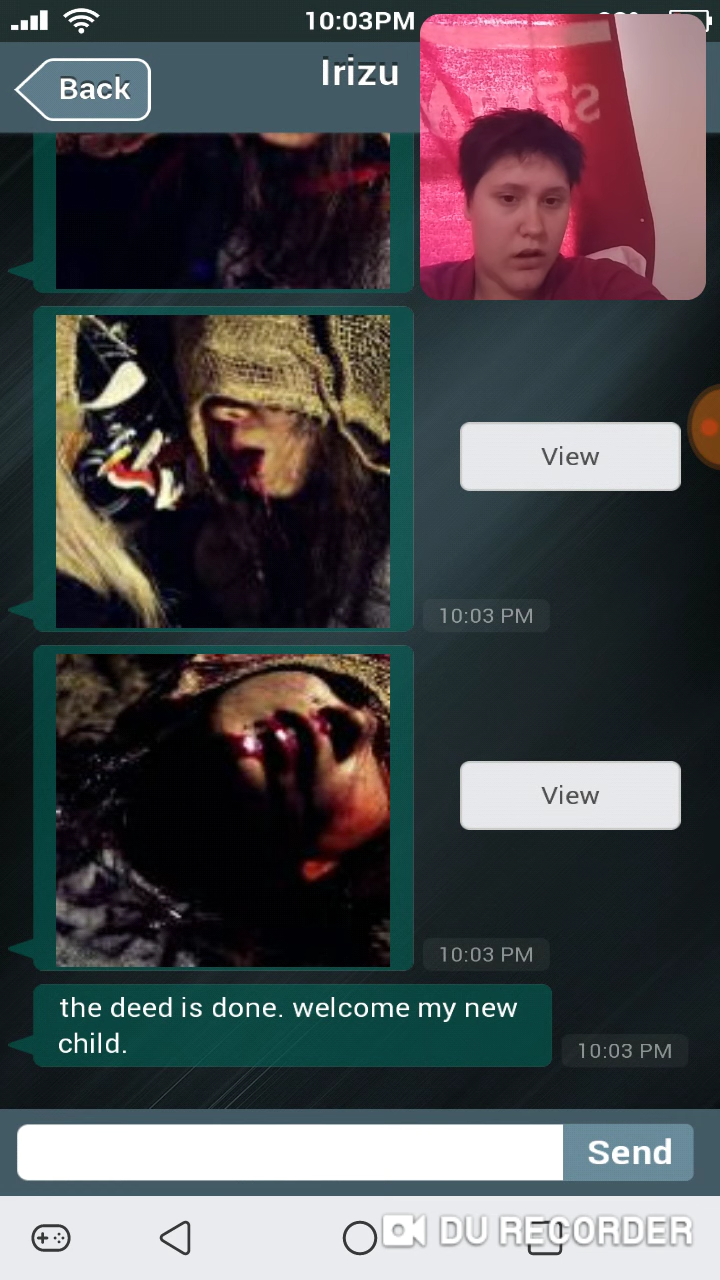 10:03PM
Back
Irizu
View
10:03 PM
View
10:03 PM
the deed is done. welcome my new
child.
10:03 PM
Send
DU RECORDER